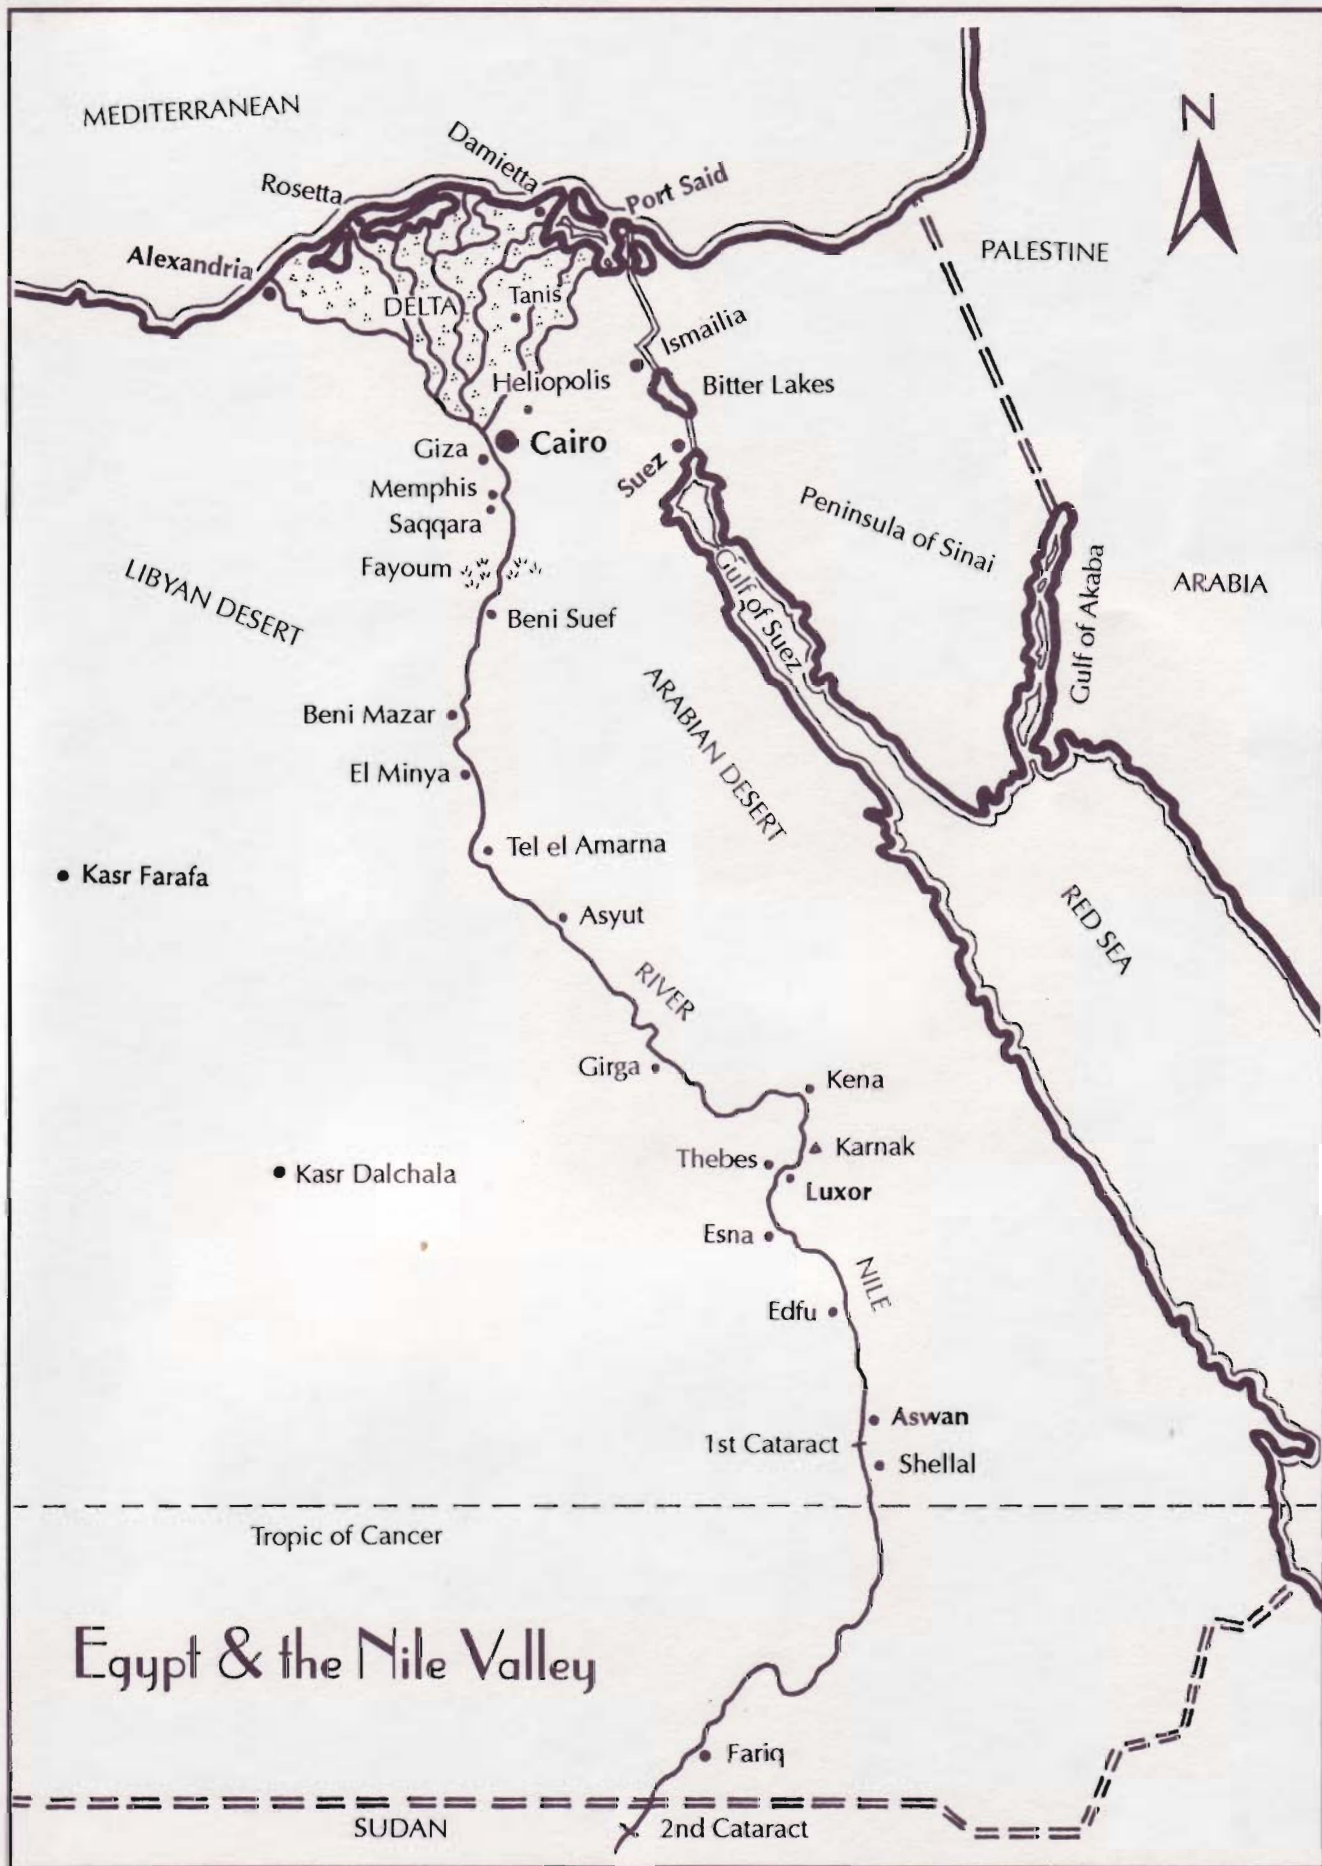 MEDITERRANEAN
N
Damietta
Rosetta
Port Said
Alexandria
PALESTINE
DELTA
Tanis
Ismailia
Heliopolis
Bitter Lakes
Giza
Cairo
Suez
Memphis
Saqqara
Peninsula of Sinai
Fayoum
LIBYAN DESERT
Gulf of Suez
Gulf of Akaba
ARABIA
Beni Suef
ARABIAN DESERT
Beni Mazar
El Minya
Tel el Amarna
Kasr Farafa
Asyut
RED SEA
RIVER
Girga
Kena
Karnak
Thebes
Kasr Dalchala
Luxor
Esna
NILE
Edfu
Aswan
1st Cataract
Shellal
Tropic of Cancer
Egypt & the Nile Valley
Fariq
SUDAN
2nd Cataract